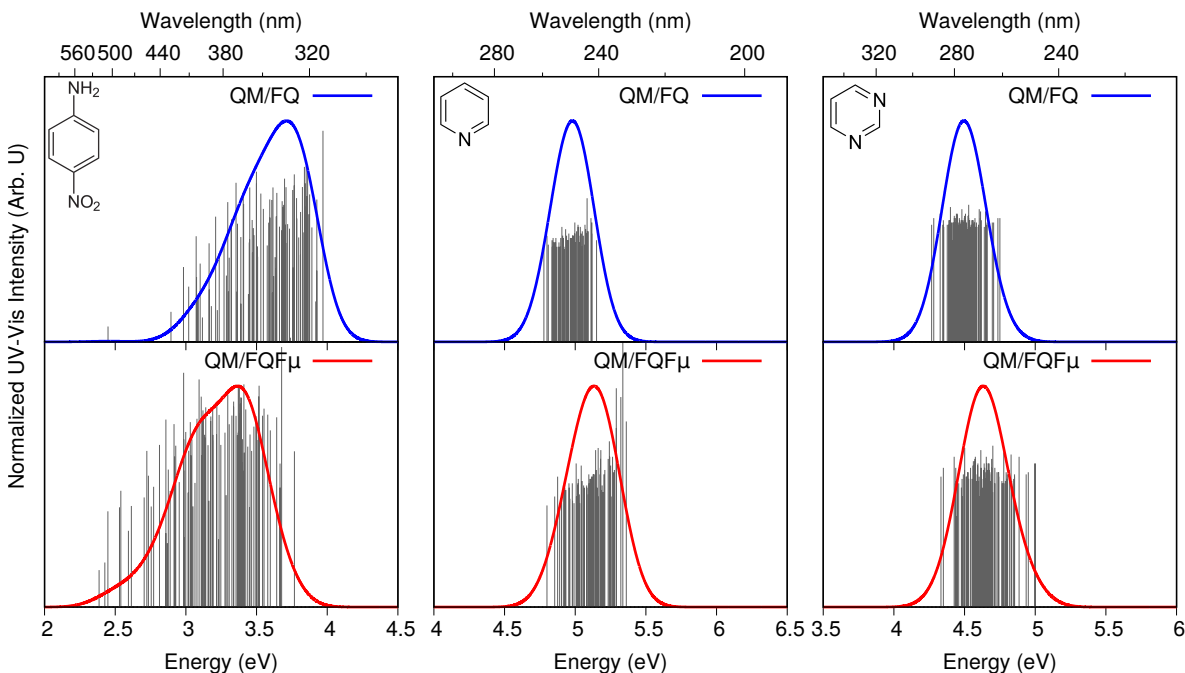 Wavelength (nm) Wavelength (nm) Wavelength (nm)
560 500 440 380 320 280 240 200 320 280 240
NH2 QM/FQ QM/FQ N QM/FQ
N N
NO2
Normalized UV-Vis Intensity (Arb. U)
QM/FQFμ QM/FQFμ QM/FQFμ
2 2.5 3 3.5 4 4.5 4 4.5 5 5.5 6 6.5 3.5 4 4.5 5 5.5 6
Energy (eV) Energy (eV) Energy (eV)